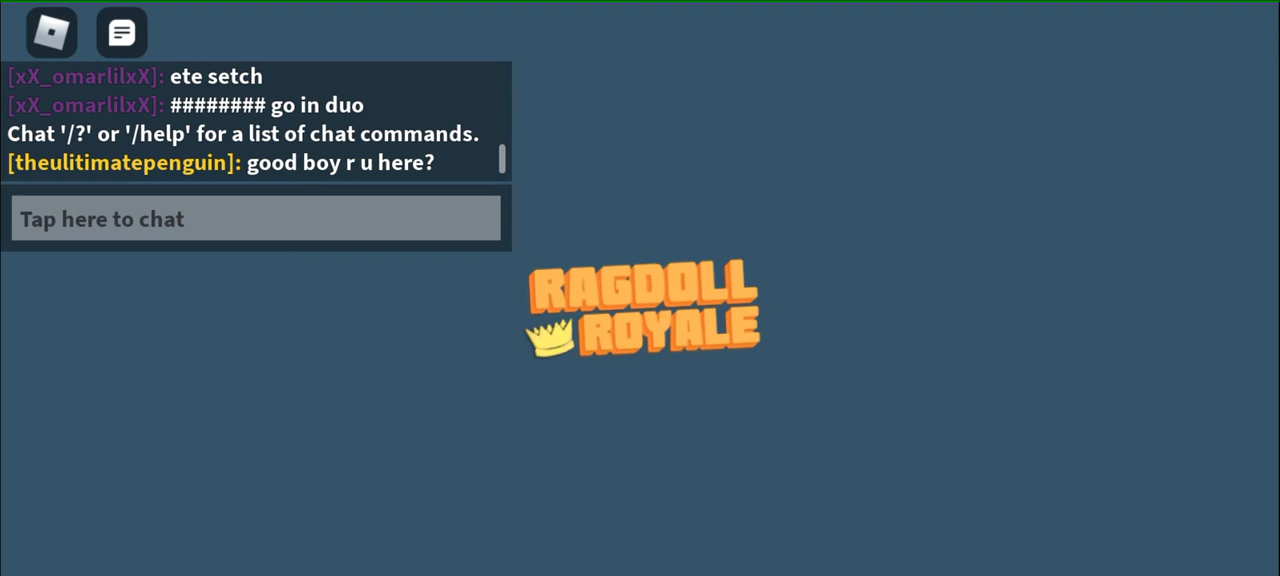 [xX_omarlilxX]: ete setch
[xX_omarlilxX]: ######## go in duo
Chat '/?' or '/help' for a list of chat commands.
[theulitimatepenguin]: good boy r u here?
Tap here to chat
RAGDOLL
ROYALE